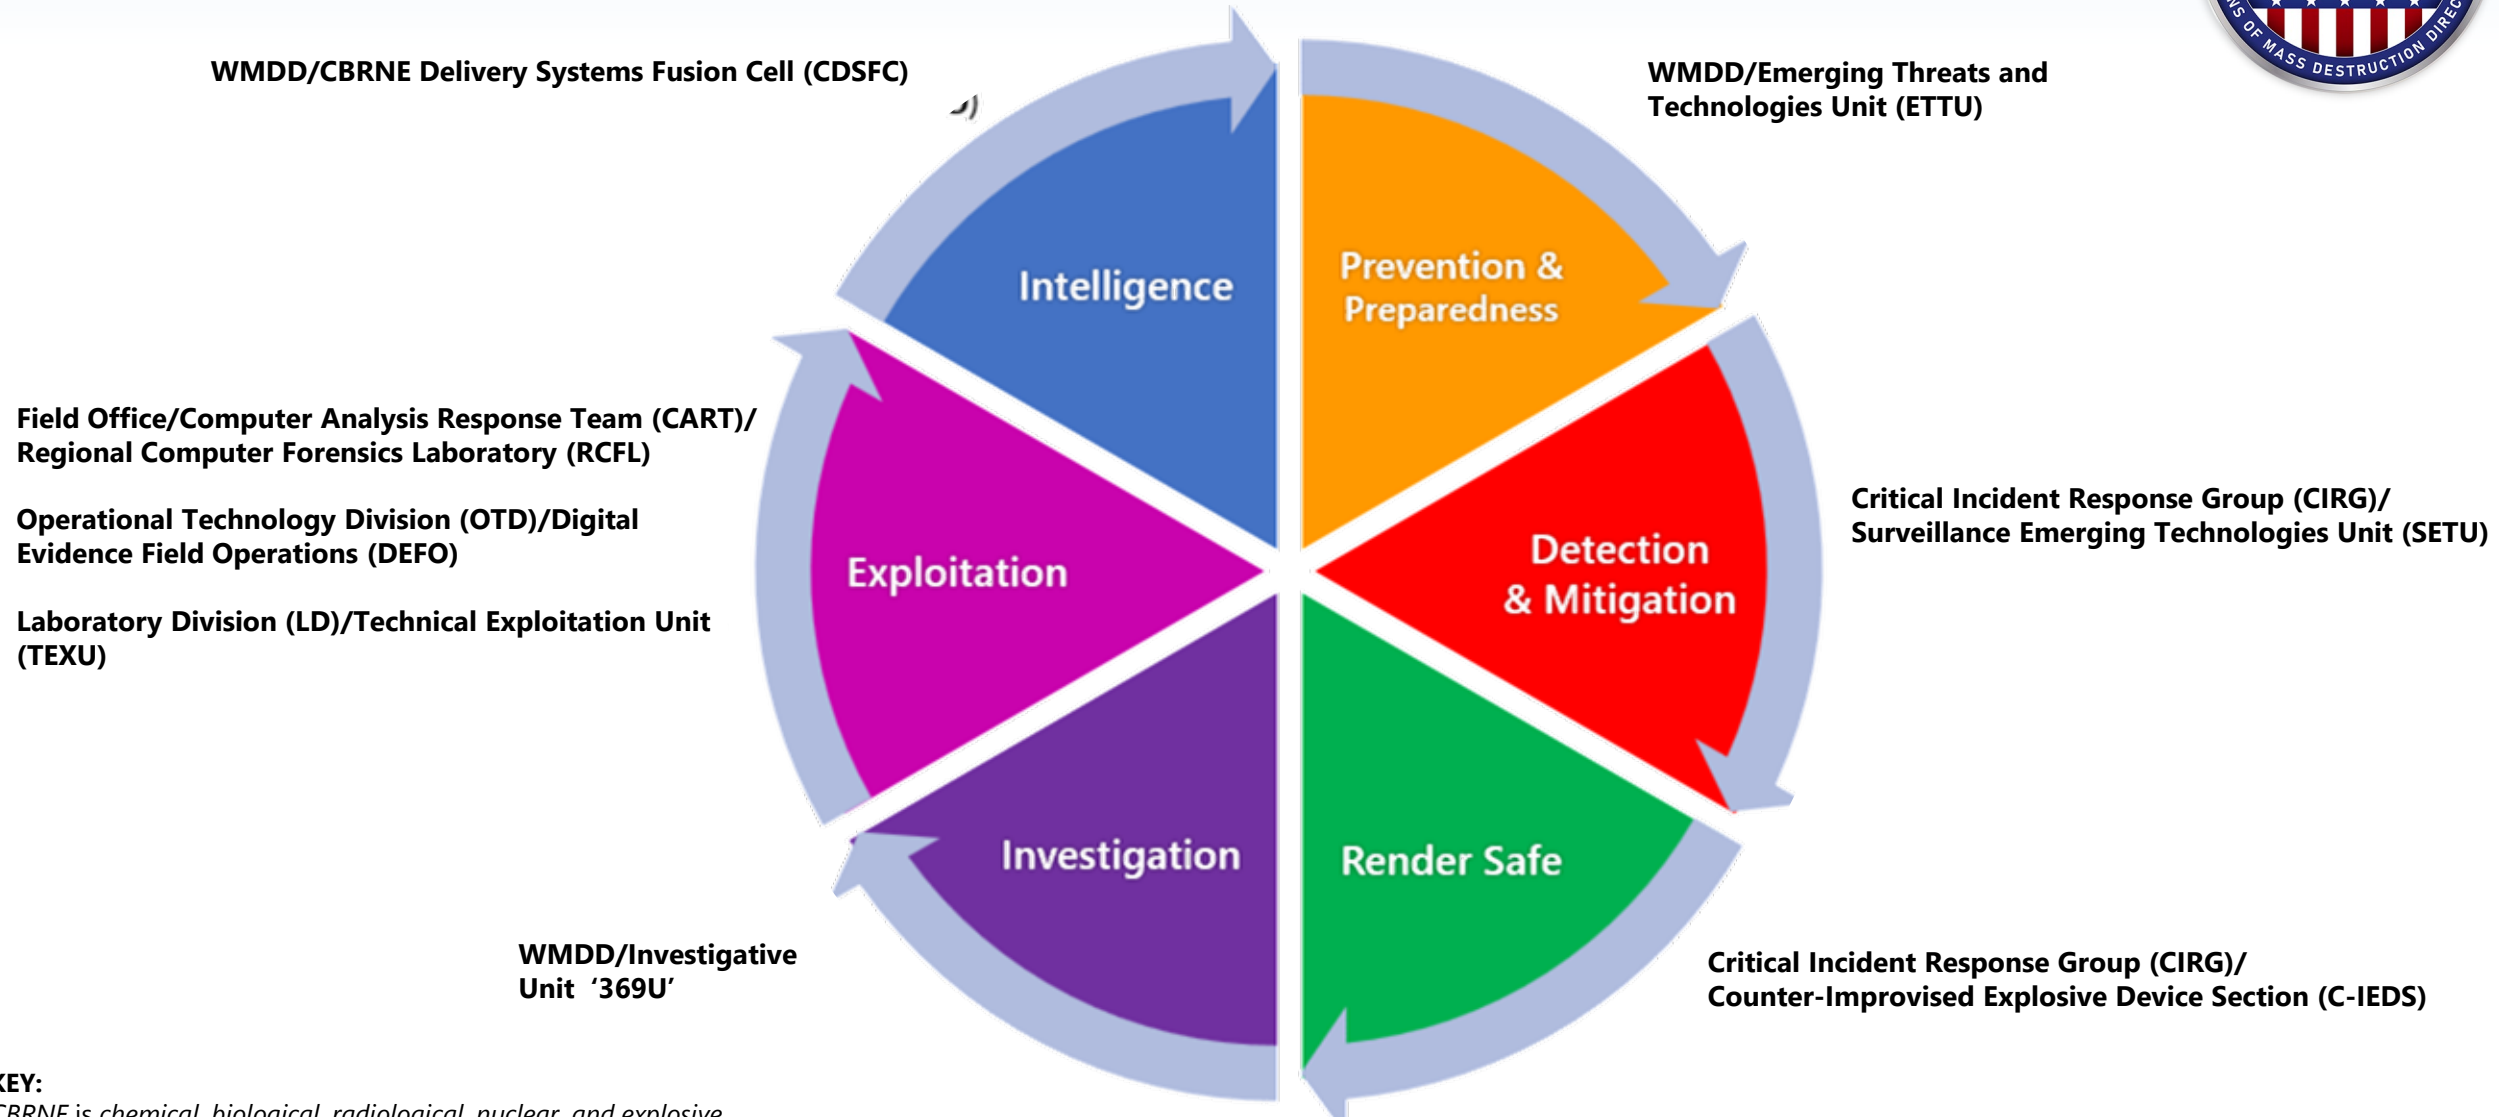 WMDD/CBRNE Delivery Systems Fusion Cell (CDSFC)
WMDD/Emerging Threats and
Technologies Unit (ETTU)
OF MASS DESTRUCTION
Intelligence
Prevention &
Preparedness
Field Office/Computer Analysis Response Team (CART)/
Regional Computer Forensics Laboratory (RCFL)
Operational Technology Division (OTD)/Digital
Evidence Field Operations (DEFO)
Laboratory Division (LD)/Technical Exploitation Unit
(TEXU)
Exploitation
Detection
& Mitigation
Critical Incident Response Group (CIRG)/
Surveillance Emerging Technologies Unit (SETU)
Investigation
Render Safe
WMDD/Investigative
Unit ‘369U’
Critical Incident Response Group (CIRG)/
Counter-Improvised Explosive Device Section (C-IEDS)
KEY:
CBRNE is chemical, biological, radiological, nuclear, and explosive